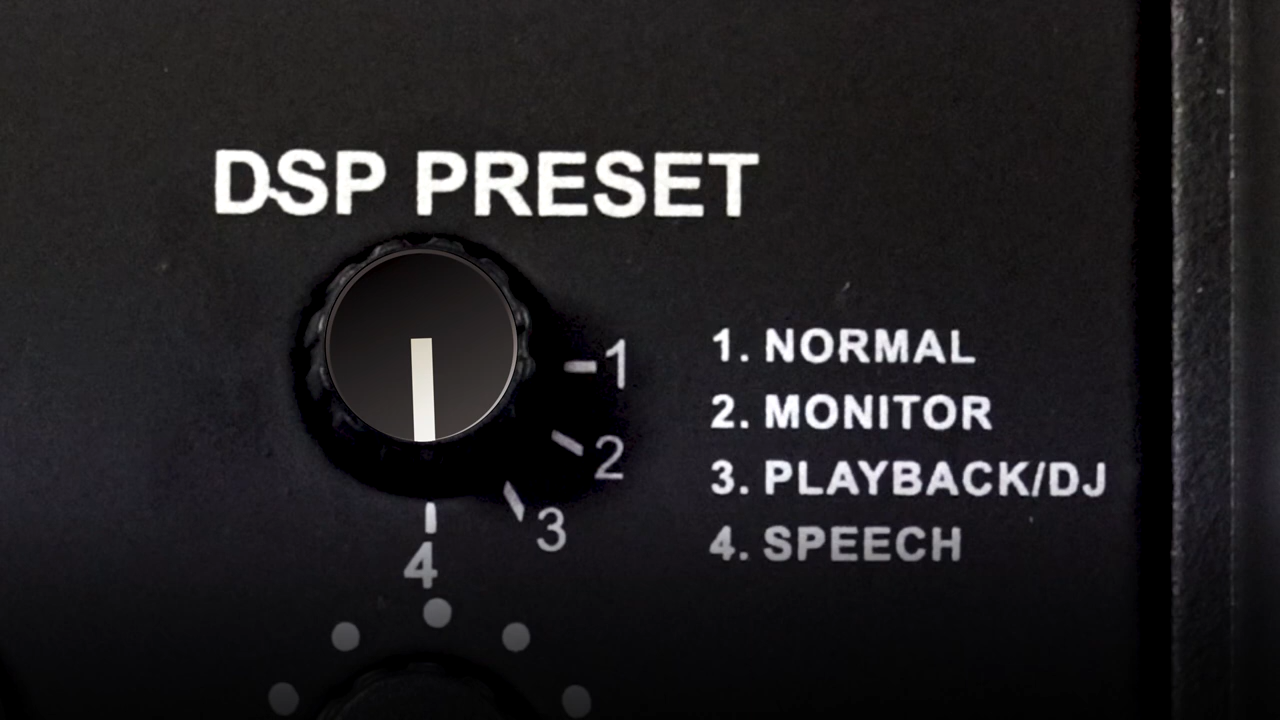 DSP PRESET
1
2
3
4
1. NORMAL
2. MONITOR
3. PLAYBACK/DJ
4. SPEECH